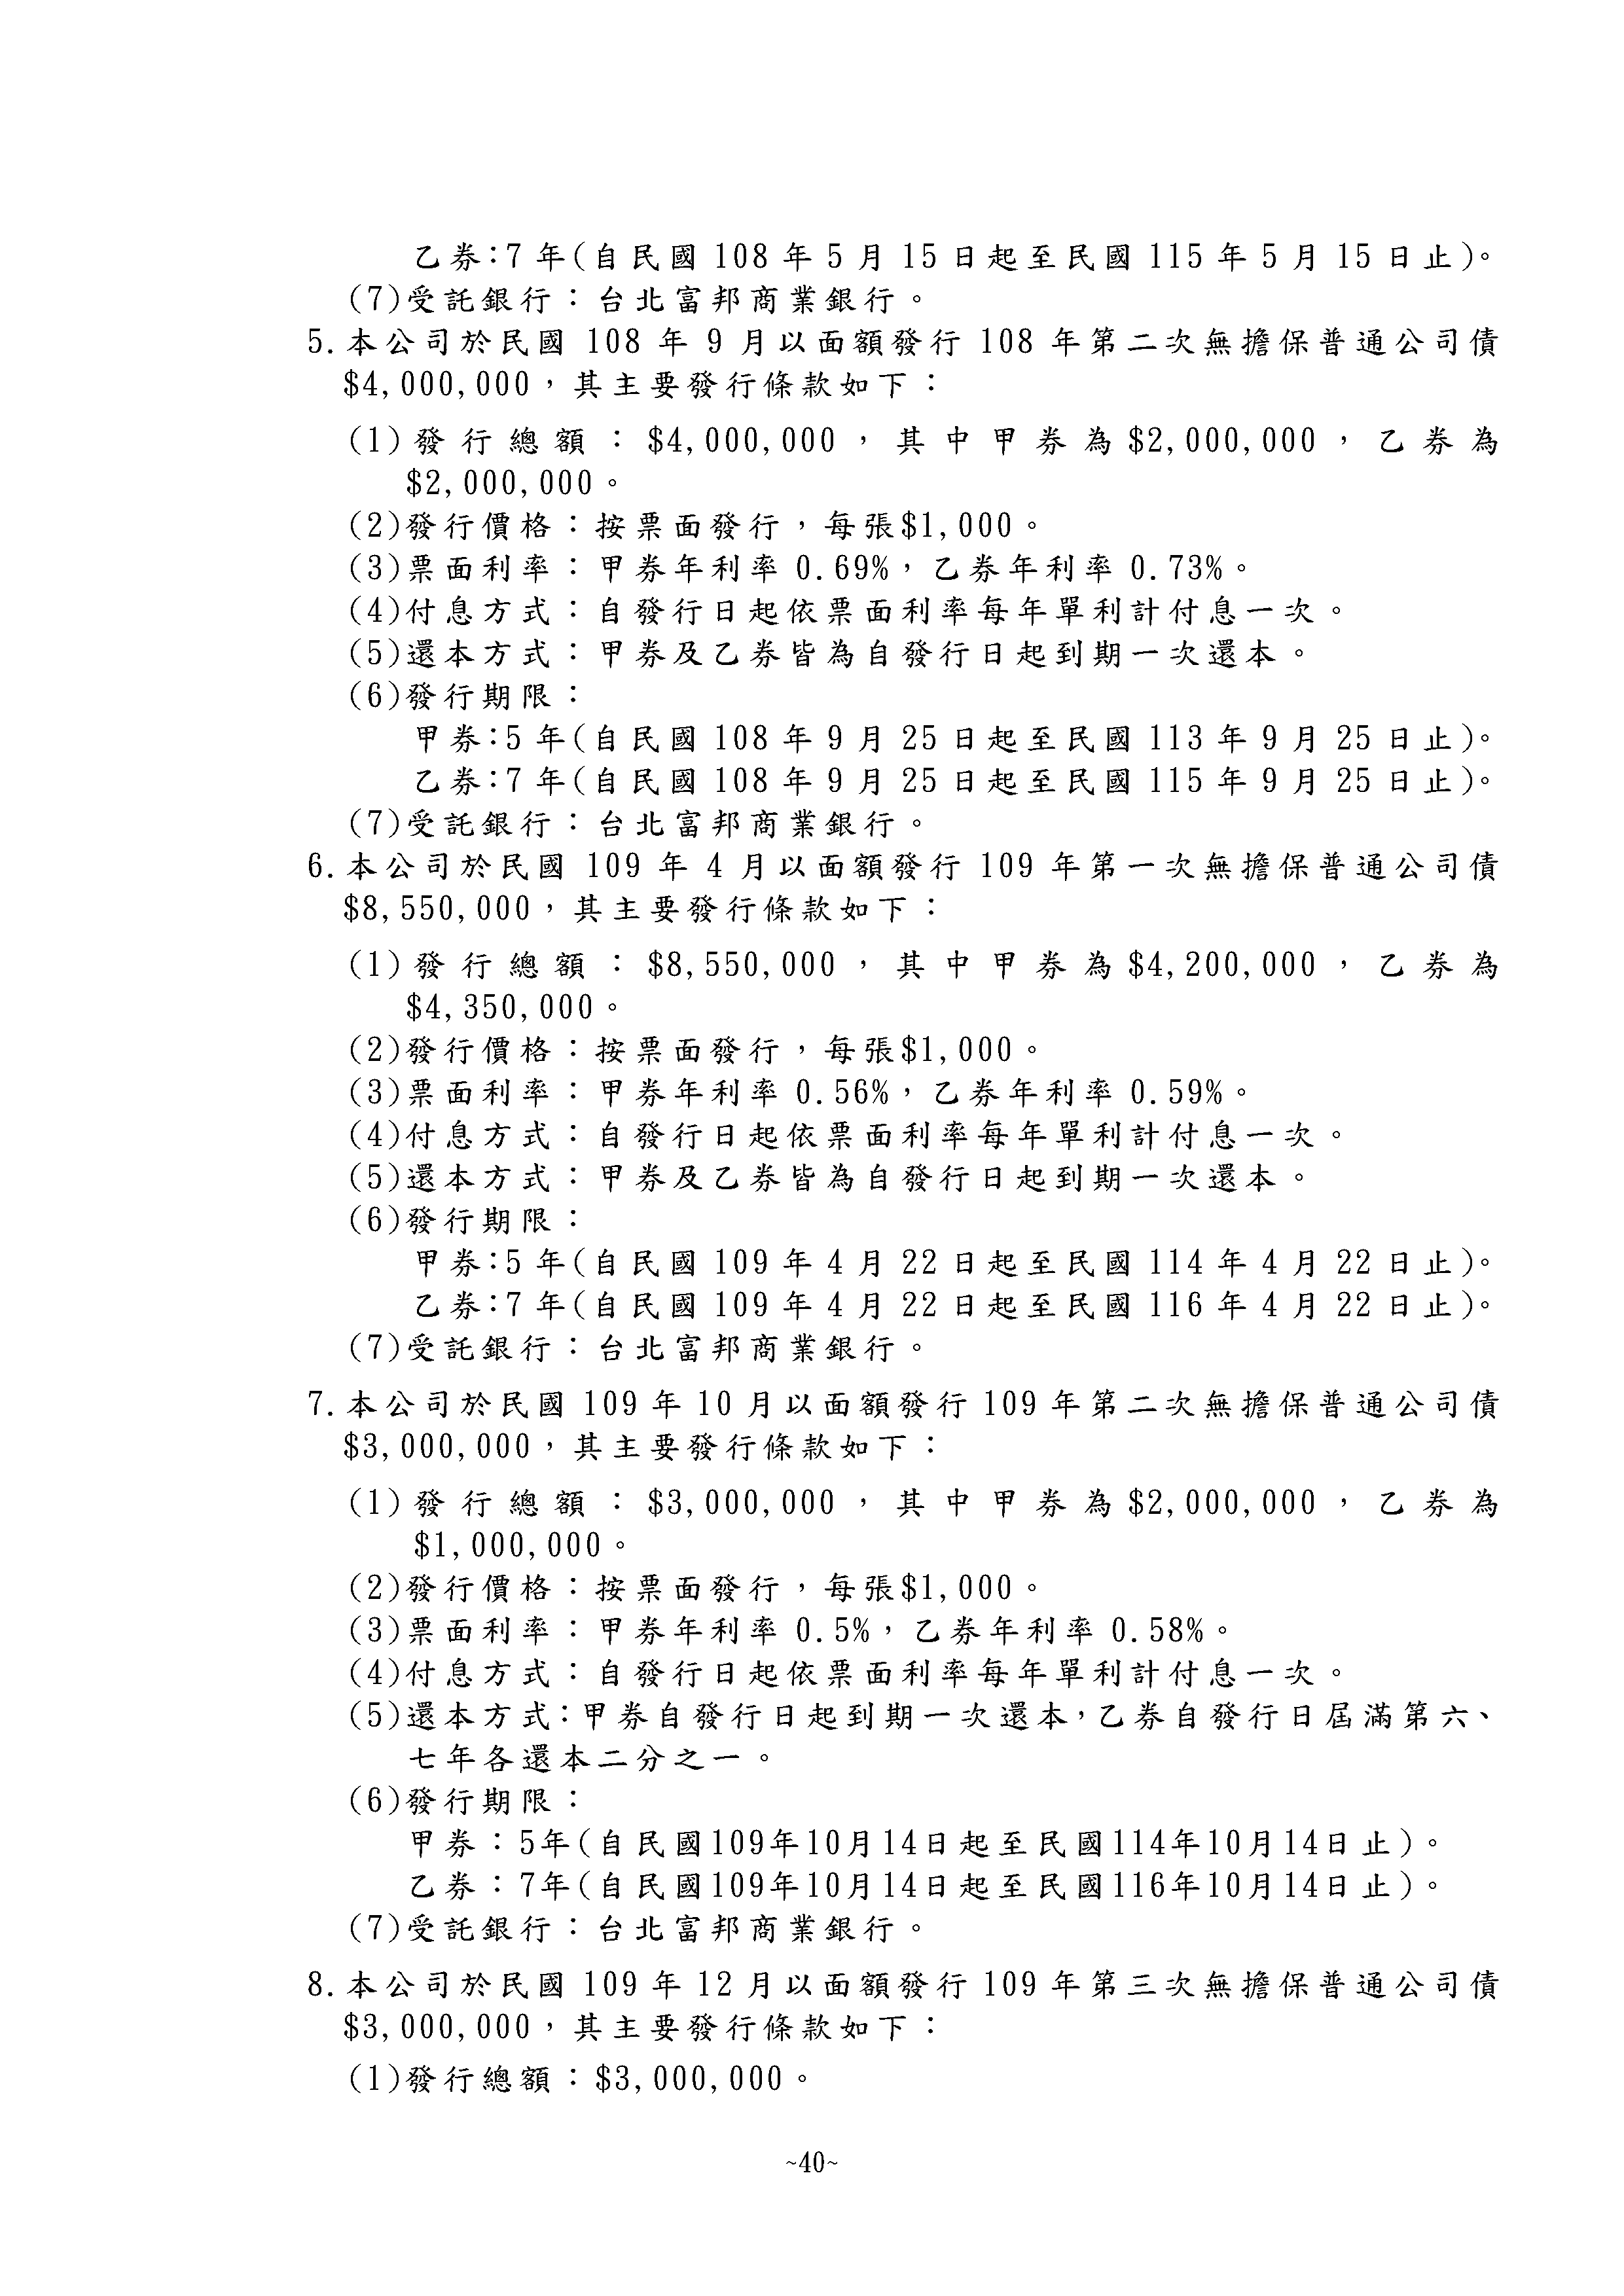 乙券:7 年(自民國 108 年 5 月 15 日起至民國 115 年 5 月 15 日止)。
(7)受託銀行：台北富邦商業銀行。
5.本公司於民國 108 年 9 月以面額發行 108 年第二次無擔保普通公司債
$4,000,000，其主要發行條款如下：
(1)發行總額：$4,000,000，其中甲券為$2,000,000，乙券為
$2,000,000。
(2)發行價格：按票面發行，每張$1,000。
(3)票面利率：甲券年利率 0.69%，乙券年利率 0.73%。
(4)付息方式：自發行日起依票面利率每年單利計付息一次。
(5)還本方式：甲券及乙券皆為自發行日起到期一次還本。
(6)發行期限：
甲券:5 年(自民國 108 年 9 月 25 日起至民國 113 年 9 月 25 日止)。
乙券:7 年(自民國 108 年 9 月 25 日起至民國 115 年 9 月 25 日止)。
(7)受託銀行：台北富邦商業銀行。
6.本公司於民國 109 年 4 月以面額發行 109 年第一次無擔保普通公司債
$8,550,000，其主要發行條款如下：
(1)發行總額：$8,550,000，其中甲券為$4,200,000，乙券為
$4,350,000。
(2)發行價格：按票面發行，每張$1,000。
(3)票面利率：甲券年利率 0.56%，乙券年利率 0.59%。
(4)付息方式：自發行日起依票面利率每年單利計付息一次。
(5)還本方式：甲券及乙券皆為自發行日起到期一次還本。
(6)發行期限：
甲券:5 年(自民國 109 年 4 月 22 日起至民國 114 年 4 月 22 日止)。
乙券:7 年(自民國 109 年 4 月 22 日起至民國 116 年 4 月 22 日止)。
(7)受託銀行：台北富邦商業銀行。
7.本公司於民國 109 年 10 月以面額發行 109 年第二次無擔保普通公司債
$3,000,000，其主要發行條款如下：
(1)發行總額：$3,000,000，其中甲券為$2,000,000，乙券為
$1,000,000。
(2)發行價格：按票面發行，每張$1,000。
(3)票面利率：甲券年利率 0.5%，乙券年利率 0.58%。
(4)付息方式：自發行日起依票面利率每年單利計付息一次。
(5)還本方式：甲券自發行日起到期一次還本，乙券自發行日屆滿第六、
七年各還本二分之一。
(6)發行期限：
甲券：5年(自民國109年10月14日起至民國114年10月14日止)。
乙券：7年(自民國109年10月14日起至民國116年10月14日止)。
(7)受託銀行：台北富邦商業銀行。
8.本公司於民國 109 年 12 月以面額發行 109 年第三次無擔保普通公司債
$3,000,000，其主要發行條款如下：
(1)發行總額：$3,000,000。
~40~